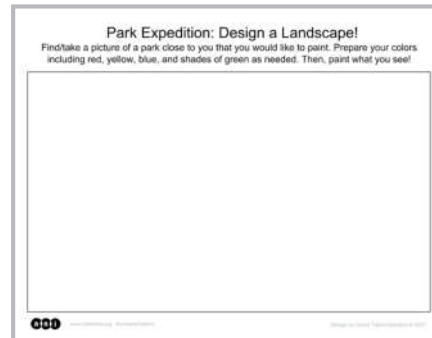 Park Expedition: Design a Landscape!
Find/take a picture of a park close to you that you would like to paint. Prepare your colors
including red, yellow, blue, and shades of green as needed. Then, paint what you see!